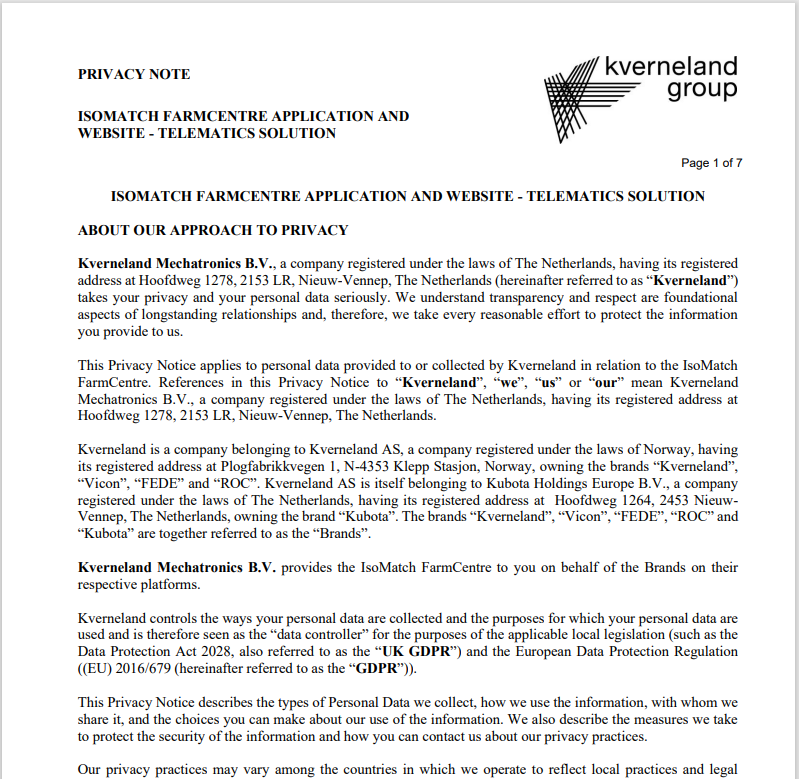 PRIVACY NOTE
kverneland
group
ISOMATCH FARMCENTRE APPLICATION AND
WEBSITE - TELEMATICS SOLUTION
Page 1 of 7
ISOMATCH FARMCENTRE APPLICATION AND WEBSITE - TELEMATICS SOLUTION
ABOUT OUR APPROACH TO PRIVACY
Kverneland Mechatronics B.V., a company registered under the laws of The Netherlands, having its registered
address at Hoofdweg 1278, 2153 LR, Nieuw-Vennep, The Netherlands (hereinafter referred to as “Kverneland”)
takes your privacy and your personal data seriously. We understand transparency and respect are foundational
aspects of longstanding relationships and, therefore, we take every reasonable effort to protect the information
you provide to us.
This Privacy Notice applies to personal data provided to or collected by Kverneland in relation to the IsoMatch
FarmCentre. References in this Privacy Notice to “Kverneland”, “we”, “us” or “our” mean Kverneland
Mechatronics B.V., a company registered under the laws of The Netherlands, having its registered address at
Hoofdweg 1278, 2153 LR, Nieuw-Vennep, The Netherlands.
Kverneland is a company belonging to Kverneland AS, a company registered under the laws of Norway, having
its registered address at Plogfabrikkvegen 1, N-4353 Klepp Stasjon, Norway, owning the brands “Kverneland”,
“Vicon”, “FEDE” and “ROC”. Kverneland AS is itself belonging to Kubota Holdings Europe B.V., a company
registered under the laws of The Netherlands, having its registered address at Hoofdweg 1264, 2453 Nieuw-
Vennep, The Netherlands, owning the brand “Kubota”. The brands “Kverneland”, “Vicon”, “FEDE”, “ROC” and
“Kubota” are together referred to as the “Brands”.
Kverneland Mechatronics B.V. provides the IsoMatch FarmCentre to you on behalf of the Brands on their
respective platforms.
Kverneland controls the ways your personal data are collected and the purposes for which your personal data are
used and is therefore seen as the “data controller” for the purposes of the applicable local legislation (such as the
Data Protection Act 2028, also referred to as the “UK GDPR”) and the European Data Protection Regulation
((EU) 2016/679 (hereinafter referred to as the “GDPR”)).
This Privacy Notice describes the types of Personal Data we collect, how we use the information, with whom we
share it, and the choices you can make about our use of the information. We also describe the measures we take
to protect the security of the information and how you can contact us about our privacy practices.
Our privacy practices may vary among the countries in which we operate to reflect local practices and legal